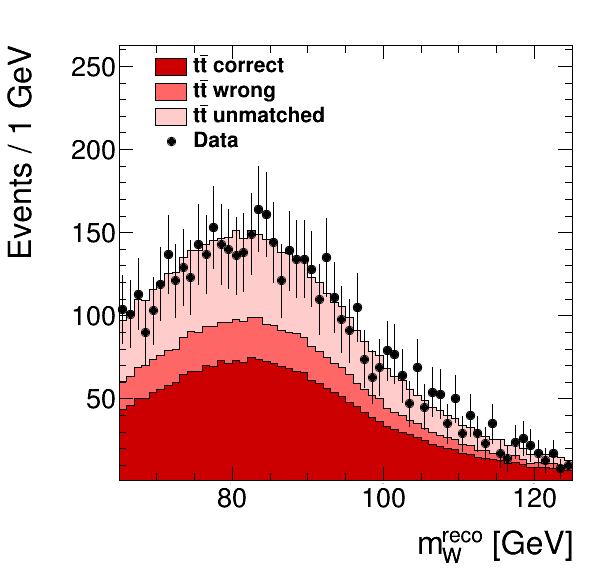 Events / 1 GeV
250
200
150
100
50
tt̄ correct
tt̄ wrong
tt̄ unmatched
Data
80 100 120
m_W^reco [GeV]